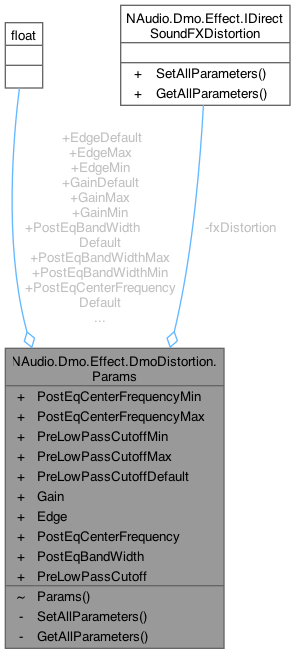 float
NAudio.Dmo.Effect.IDirect
SoundFXDistortion
+ SetAllParameters()
+ GetAllParameters()
+EdgeDefault
+EdgeMax
+EdgeMin
+GainDefault
+GainMax
+GainMin
+PostEqBandWidth
Default
+PostEqBandWidthMax
+PostEqBandWidthMin
+PostEqCenterFrequency
Default
...
-fxDistortion
NAudio.Dmo.Effect.DmoDistortion.
Params
+ PostEqCenterFrequencyMin
+ PostEqCenterFrequencyMax
+ PreLowPassCutoffMin
+ PreLowPassCutoffMax
+ PreLowPassCutoffDefault
+ Gain
+ Edge
+ PostEqCenterFrequency
+ PostEqBandWidth
+ PreLowPassCutoff
~ Params()
- SetAllParameters()
- GetAllParameters()